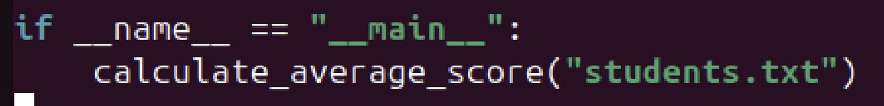 if __name__ == "__main__":
    calculate_average_score("students.txt")